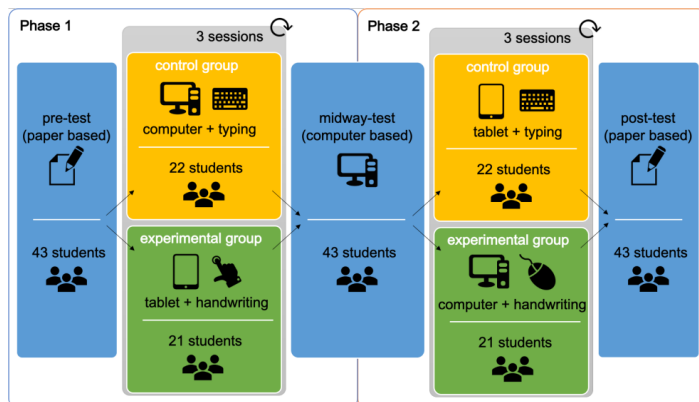 Phase 1
pre-test
(paper based)
43 students
3 sessions
control group
computer + typing
22 students
experimental group
tablet + handwriting
21 students
midway-test
(computer based)
43 students
Phase 2
3 sessions
control group
tablet + typing
22 students
experimental group
computer + handwriting
21 students
post-test
(paper based)
43 students